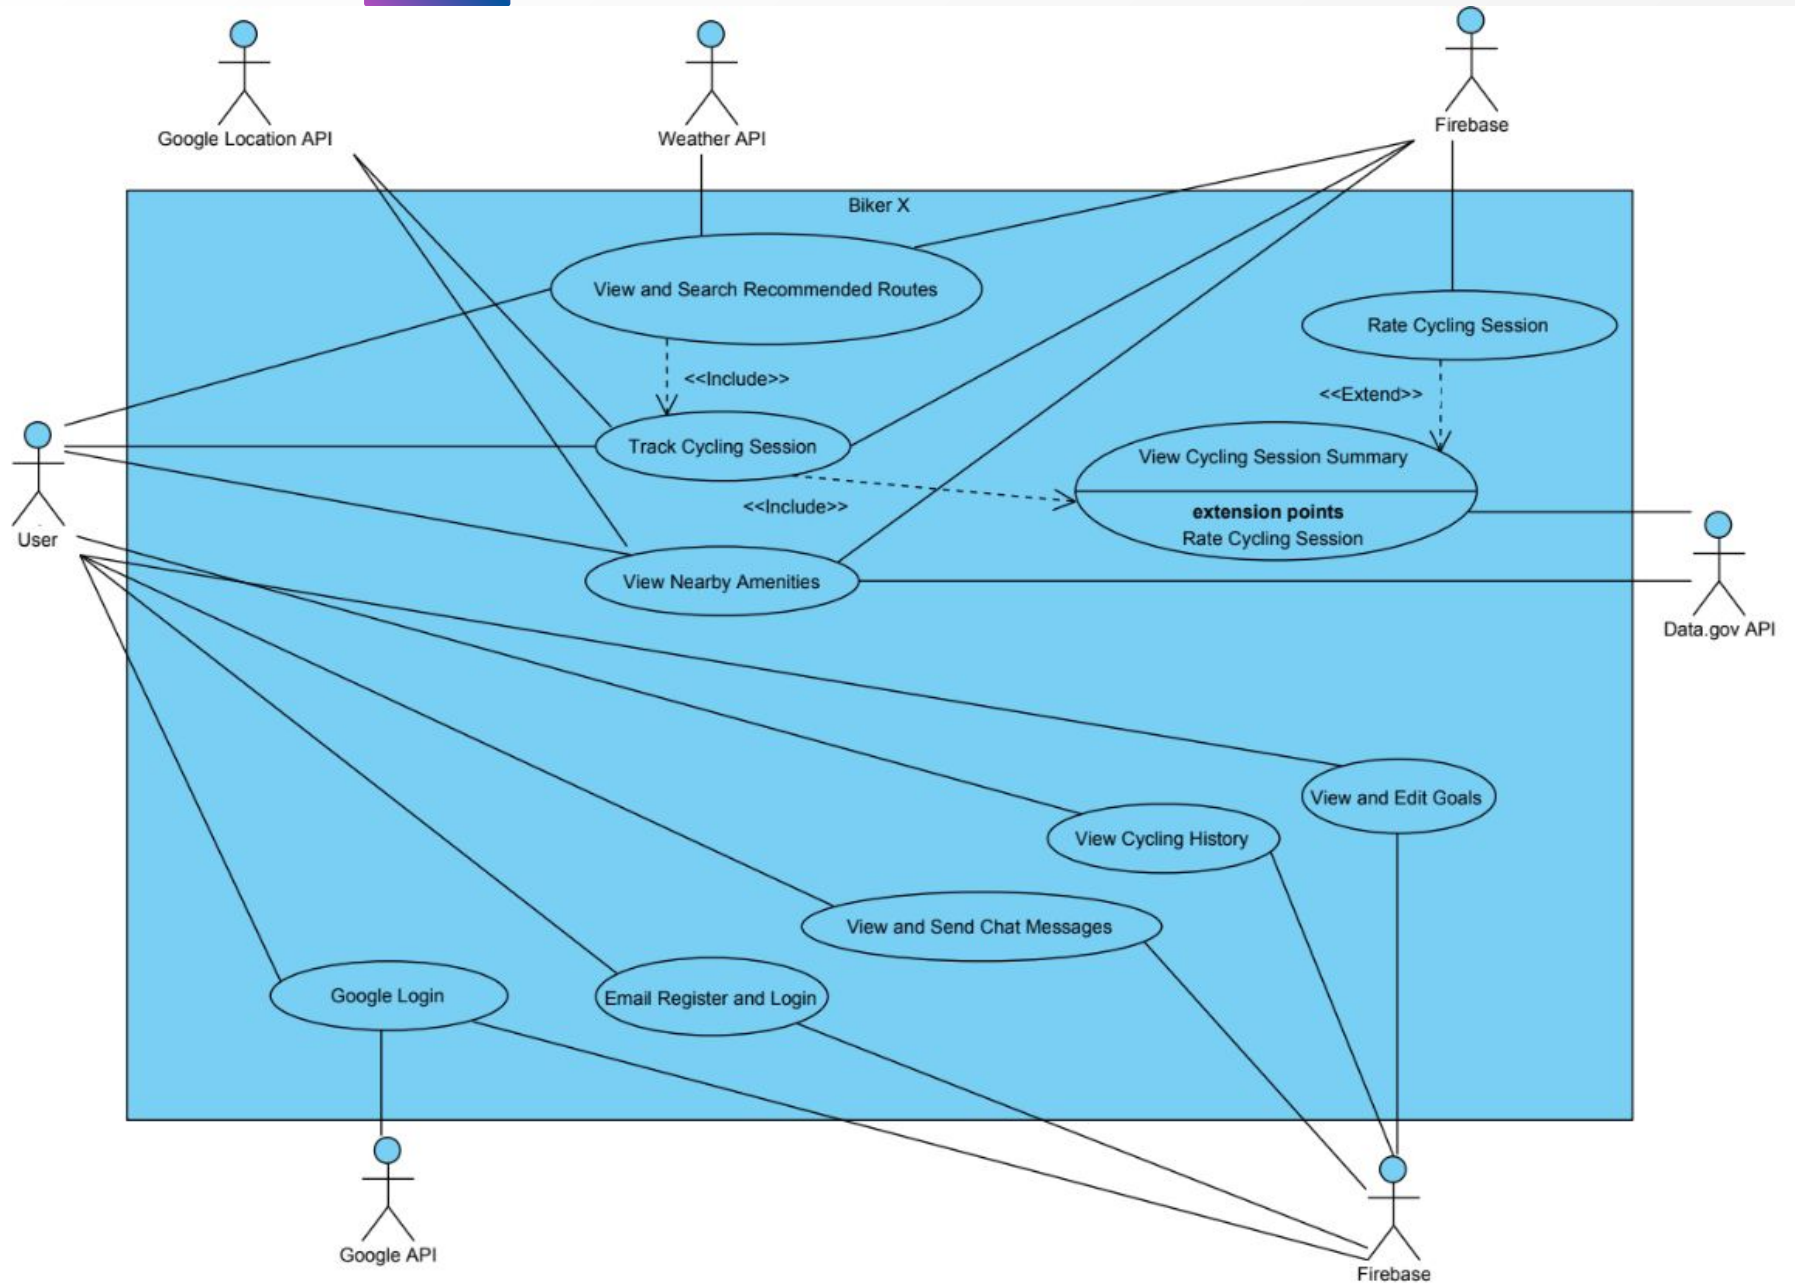 Google Location API
Weather API
Firebase
Biker X
View and Search Recommended Routes
Rate Cycling Session
<<Include>>
<<Extend>>
Track Cycling Session
View Cycling Session Summary
<<Include>>
extension points
Rate Cycling Session
User
View Nearby Amenities
Data.gov API
View and Edit Goals
View Cycling History
View and Send Chat Messages
Google Login
Email Register and Login
Google API
Firebase